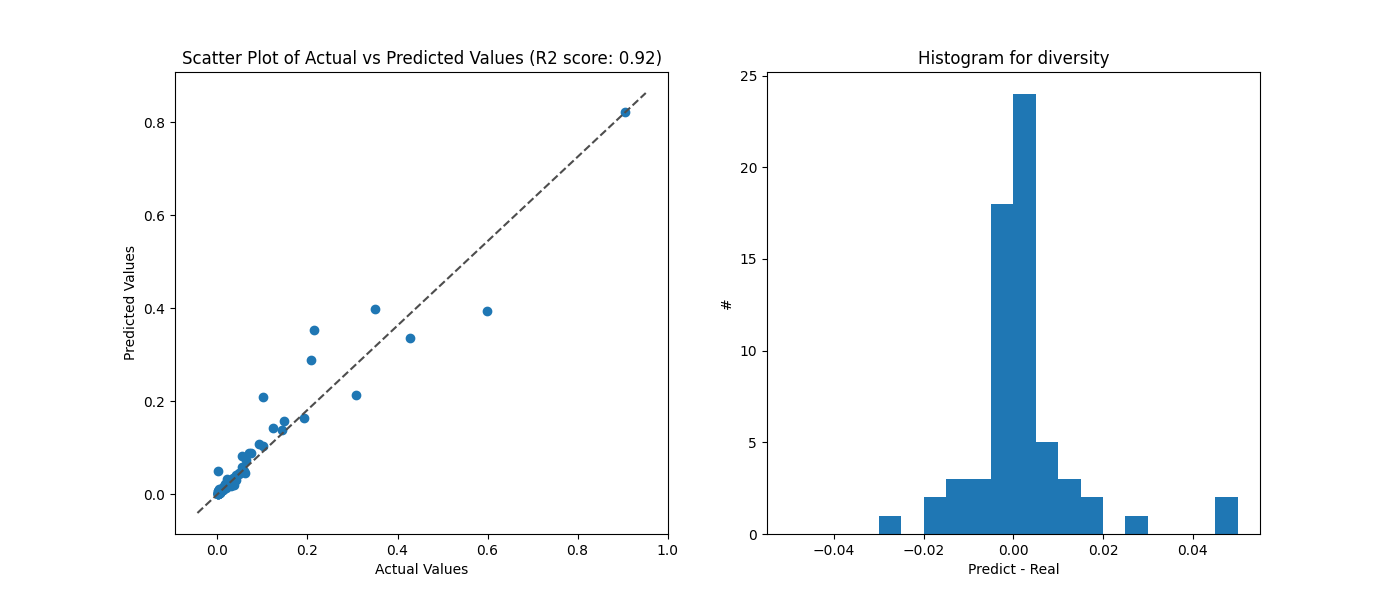 Scatter Plot of Actual vs Predicted Values (R2 score: 0.92)
Predicted Values
0.8
0.6
0.4
0.2
0.0
0.0 0.2 0.4 0.6 0.8 1.0
Actual Values
Histogram for diversity
#
25
20
15
10
5
0
−0.04 −0.02 0.00 0.02 0.04
Predict - Real